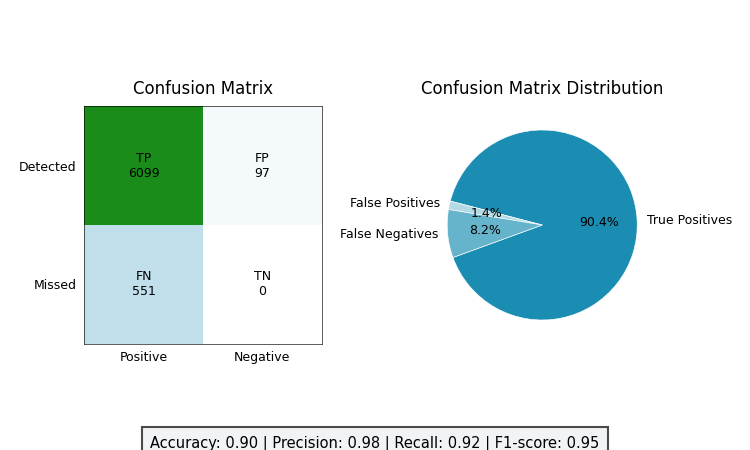 Confusion Matrix
Detected
TP
6099
FP
97
Missed
FN
551
TN
0
Positive
Negative
Confusion Matrix Distribution
False Positives
1.4%
False Negatives
8.2%
90.4%
True Positives
Accuracy: 0.90 | Precision: 0.98 | Recall: 0.92 | F1-score: 0.95